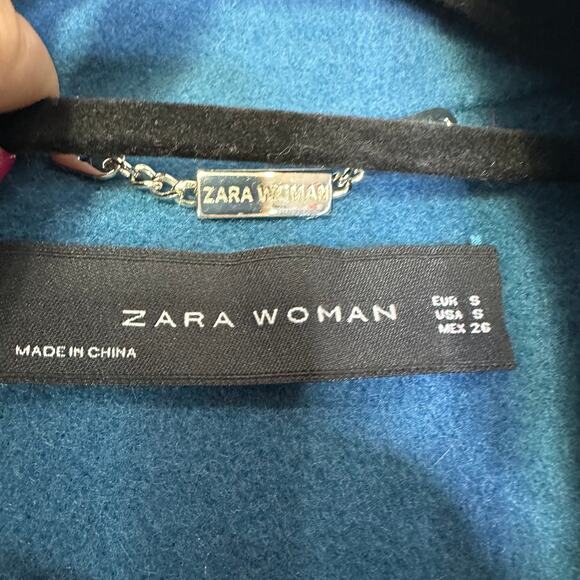 ZARA WOMAN
ZARA WOMAN
EUR S
USA S
MEX 26
MADE IN CHINA